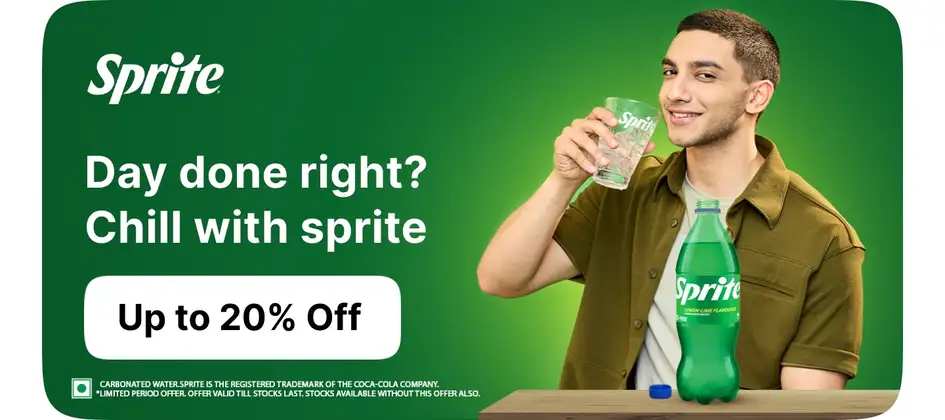 Sprite
Day done right?
Chill with sprite
Up to 20% Off
CARBONATED WATER.SPRITE IS THE REGISTERED TRADEMARK OF THE COCA-COLA COMPANY.
*LIMITED PERIOD OFFER. OFFER VALID TILL STOCKS LAST. STOCKS AVAILABLE WITHOUT THIS OFFER ALSO.
Sprite
Sprite
LEMON-LIME FLAVOURED